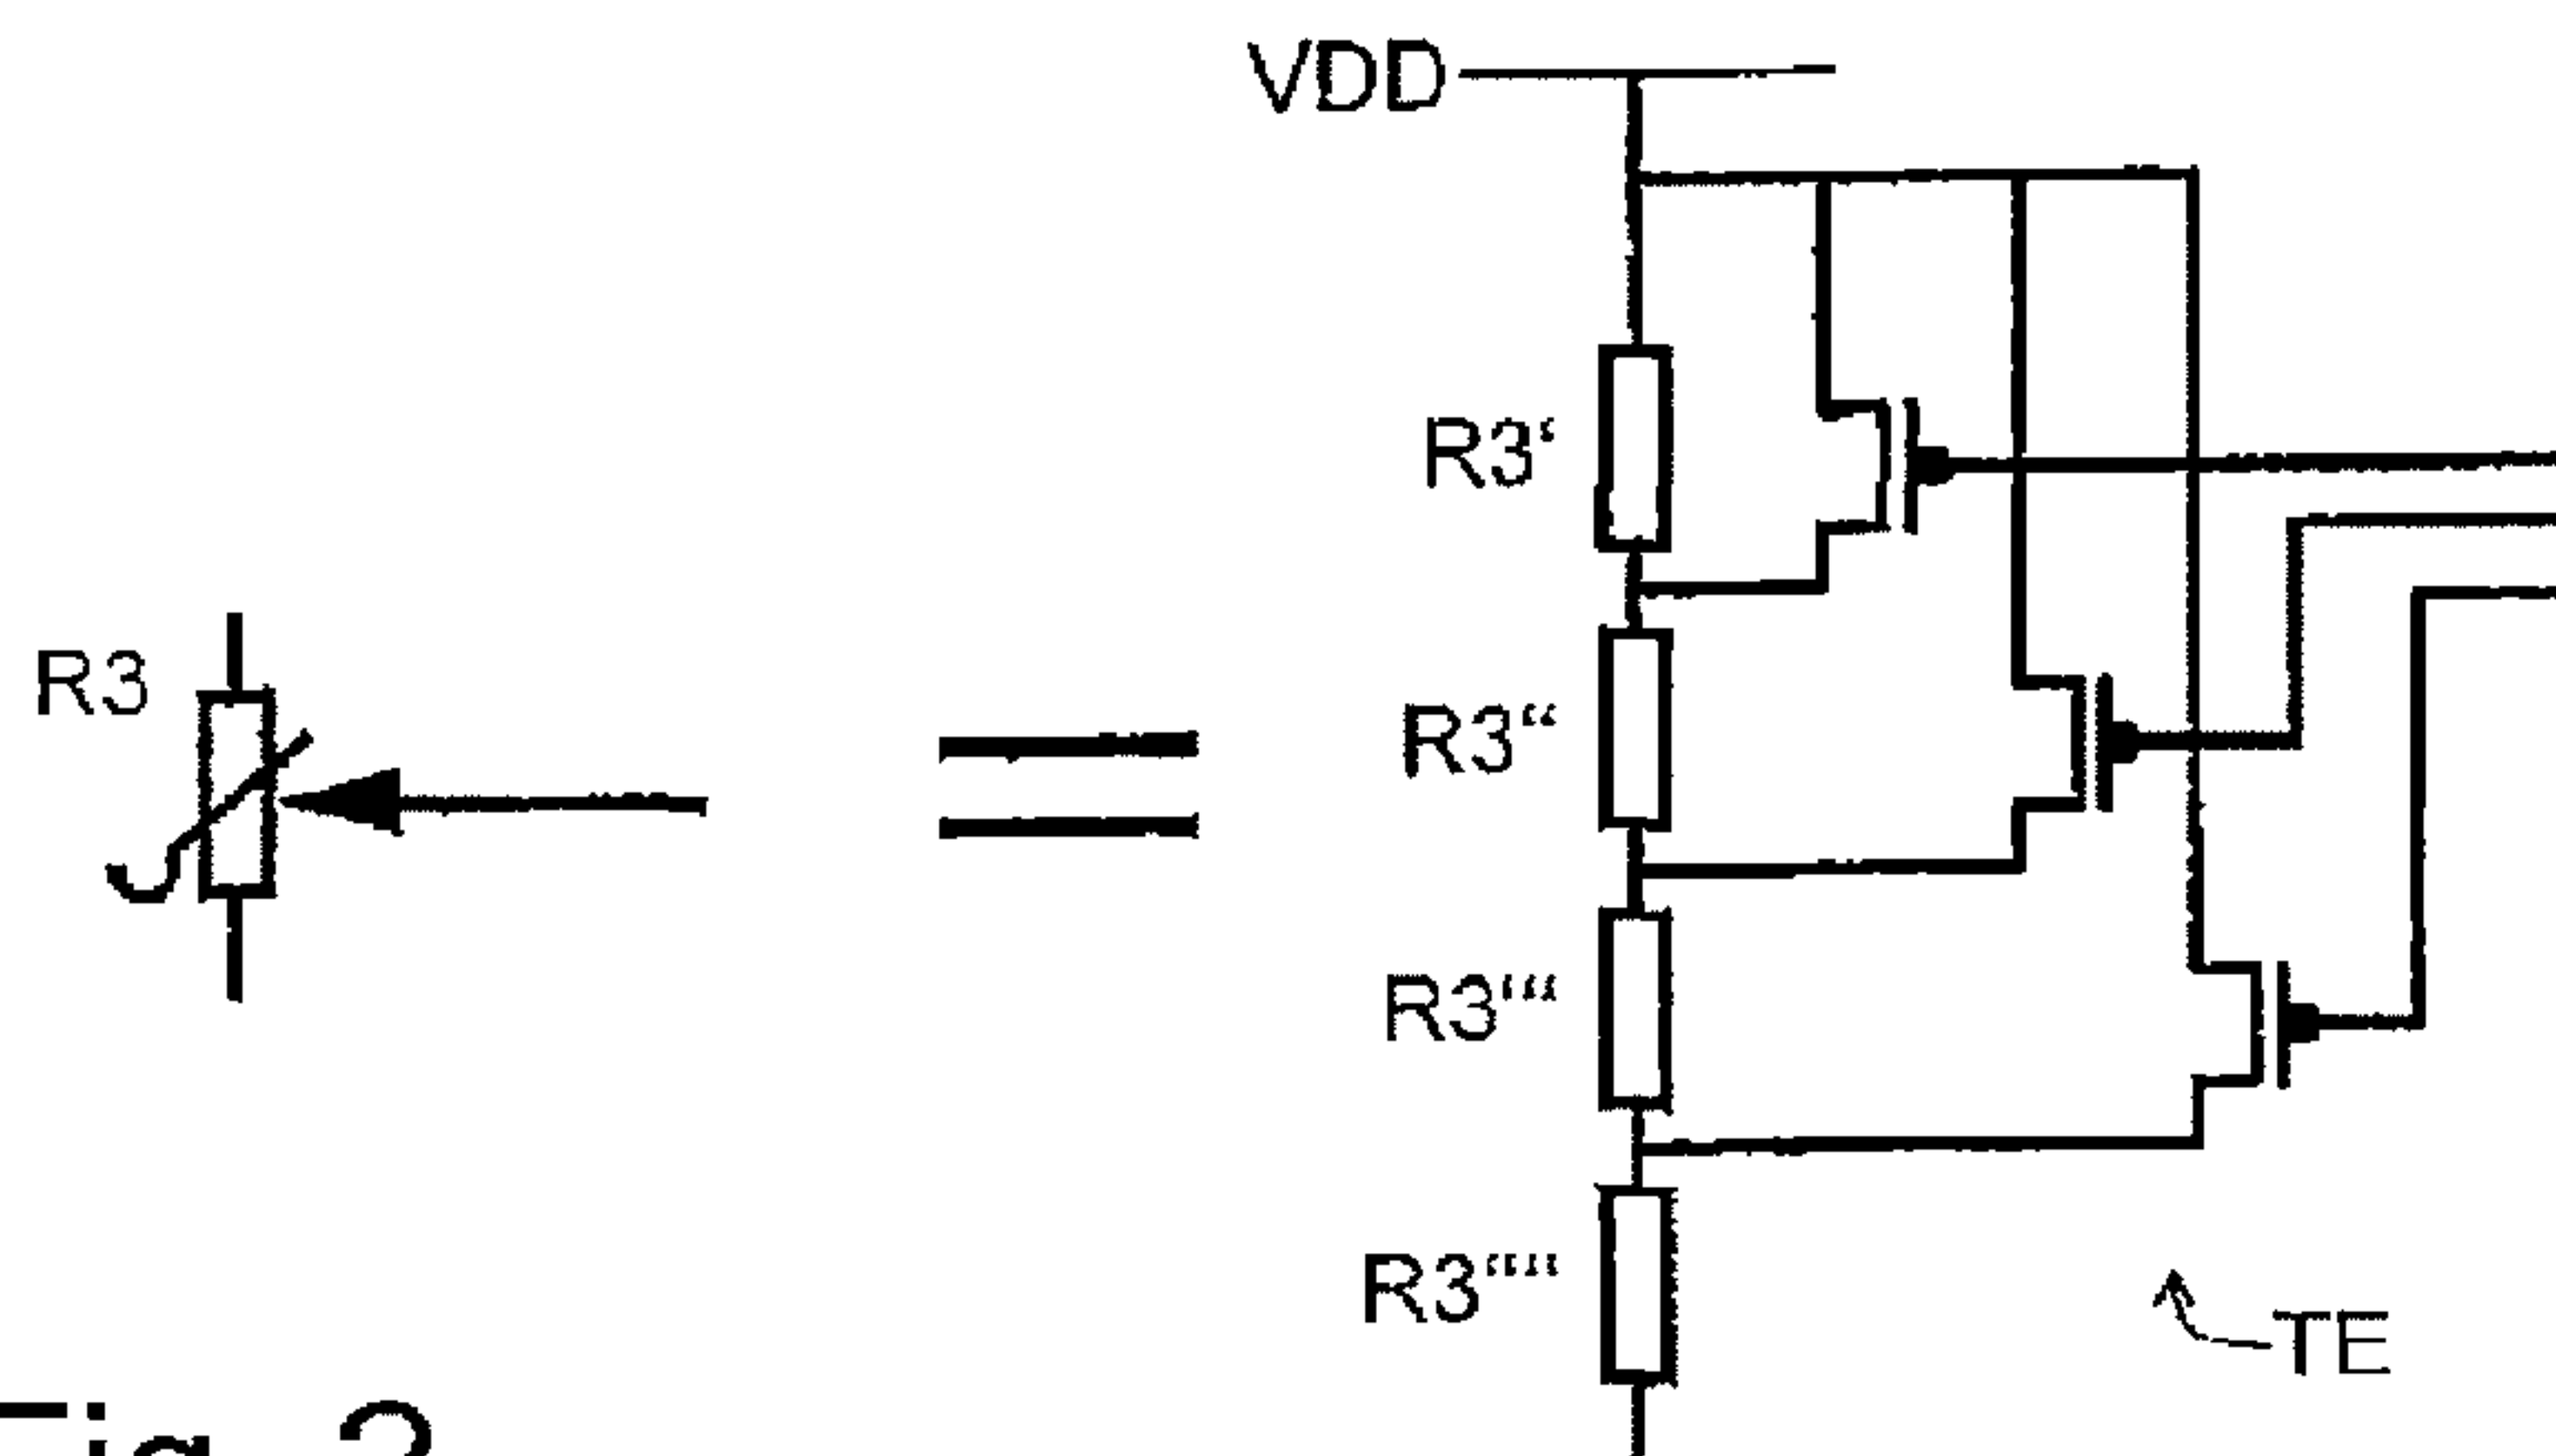 VDD
R3‘
R3
R3“
R3“‘
R3““
TE
Fig. 2